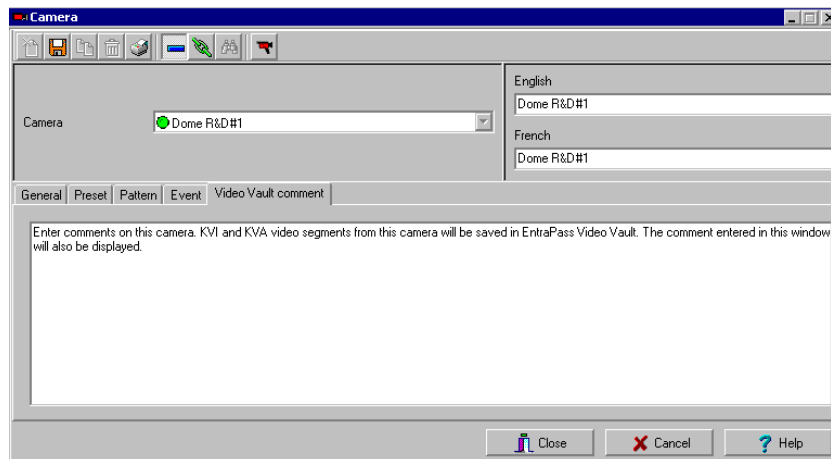 Camera
English
Dome R&D#1
Camera
Dome R&D#1
French
Dome R&D#1
General Preset Pattern Event Video Vault comment
Enter comments on this camera. KVI and KVA video segments from this camera will be saved in EntraPass Video Vault. The comment entered in this window
will also be displayed.
Close Cancel Help